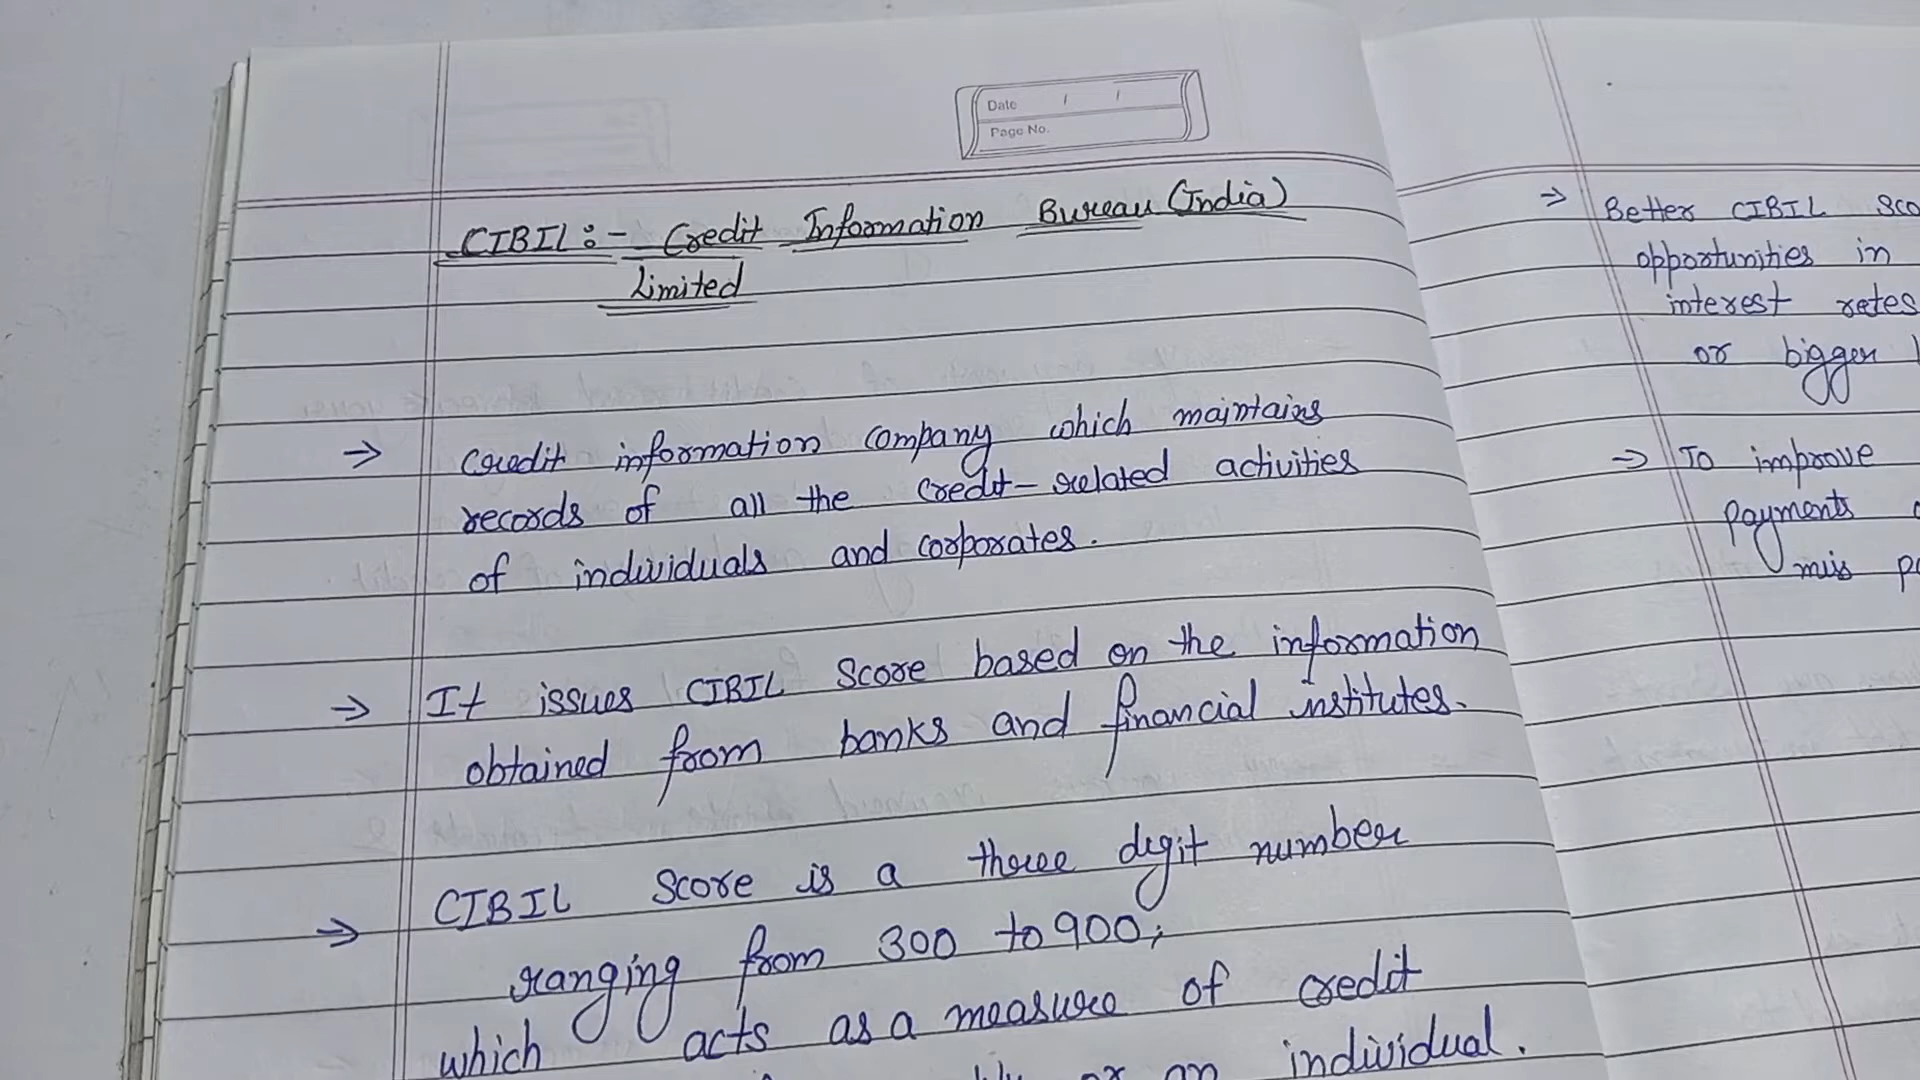 Date / /
Page No.
CIBIL:- Credit Information Bureau (India)
Limited
→ Credit information company which maintains
records of all the credit-related activities
of individuals and corporates.
→ It issues CIBIL Score based on the information
obtained from banks and financial institutes.
→ CIBIL Score is a three digit number
ranging from 300 to 900;
which acts as a measure of credit
individual.
→ Better CIBIL
opportunities in
interest rates
or bigger
→ To improve
payments
miss